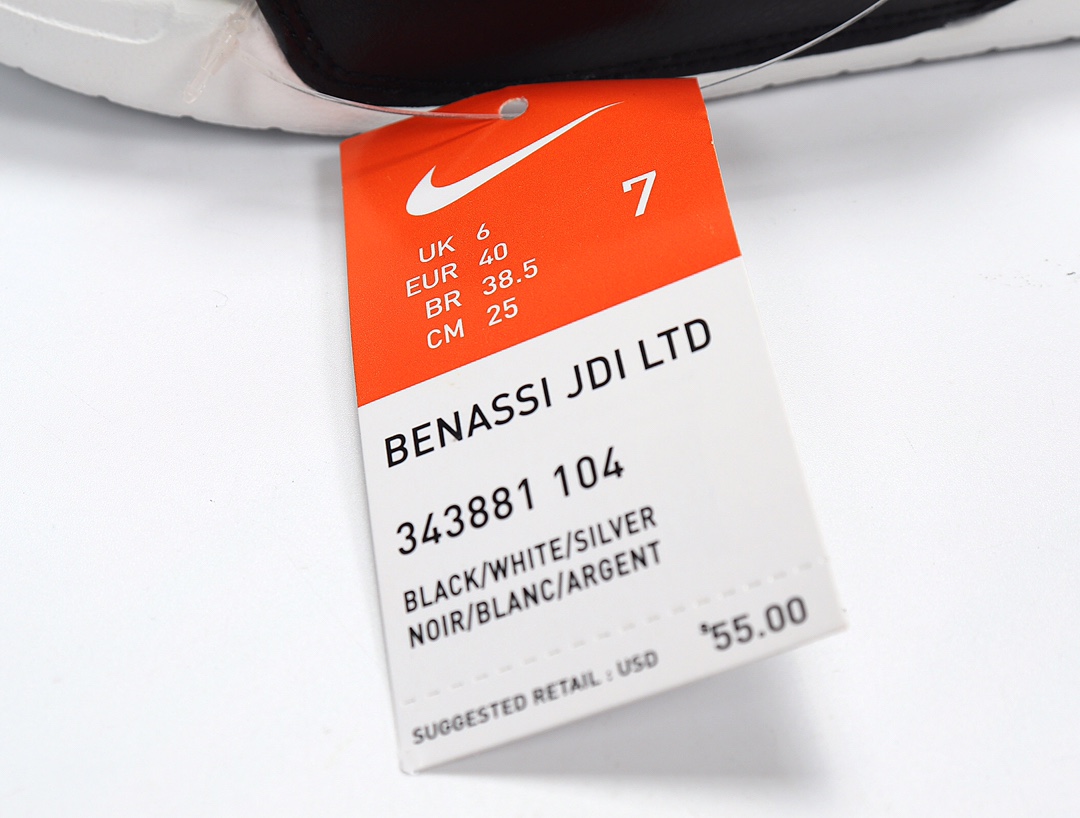 7
UK 6
EUR 40
BR 38.5
CM 25
BENASSI JDI LTD
343881 104
BLACK/WHITE/SILVER
NOIR/BLANC/ARGENT
SUGGESTED RETAIL : USD $55.00